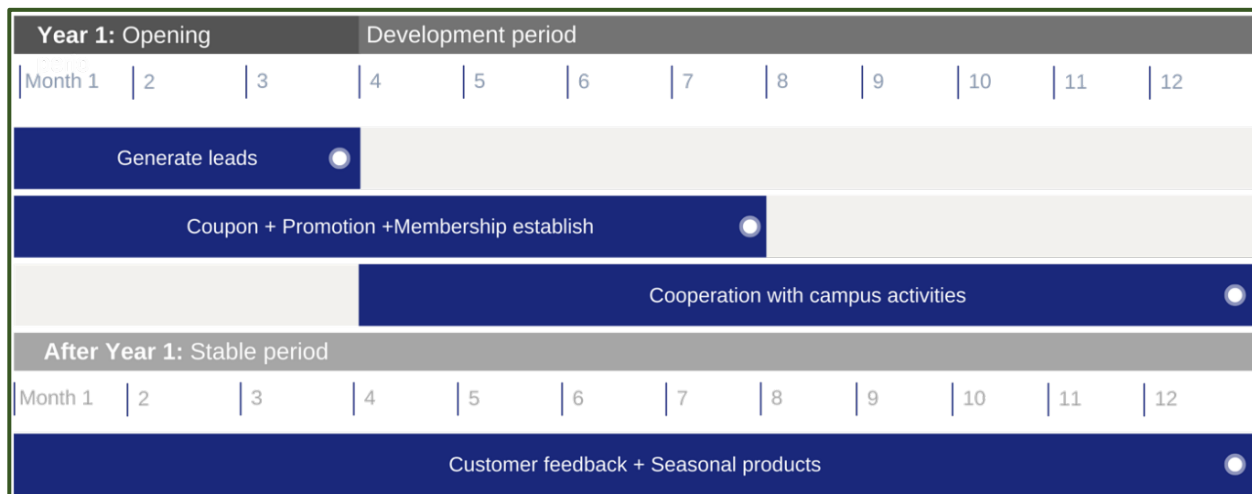 Year 1: Opening Development period
Month 1 2 3 4 5 6 7 8 9 10 11 12
Generate leads
Coupon + Promotion +Membership establish
Cooperation with campus activities
After Year 1: Stable period
Month 1 2 3 4 5 6 7 8 9 10 11 12
Customer feedback + Seasonal products